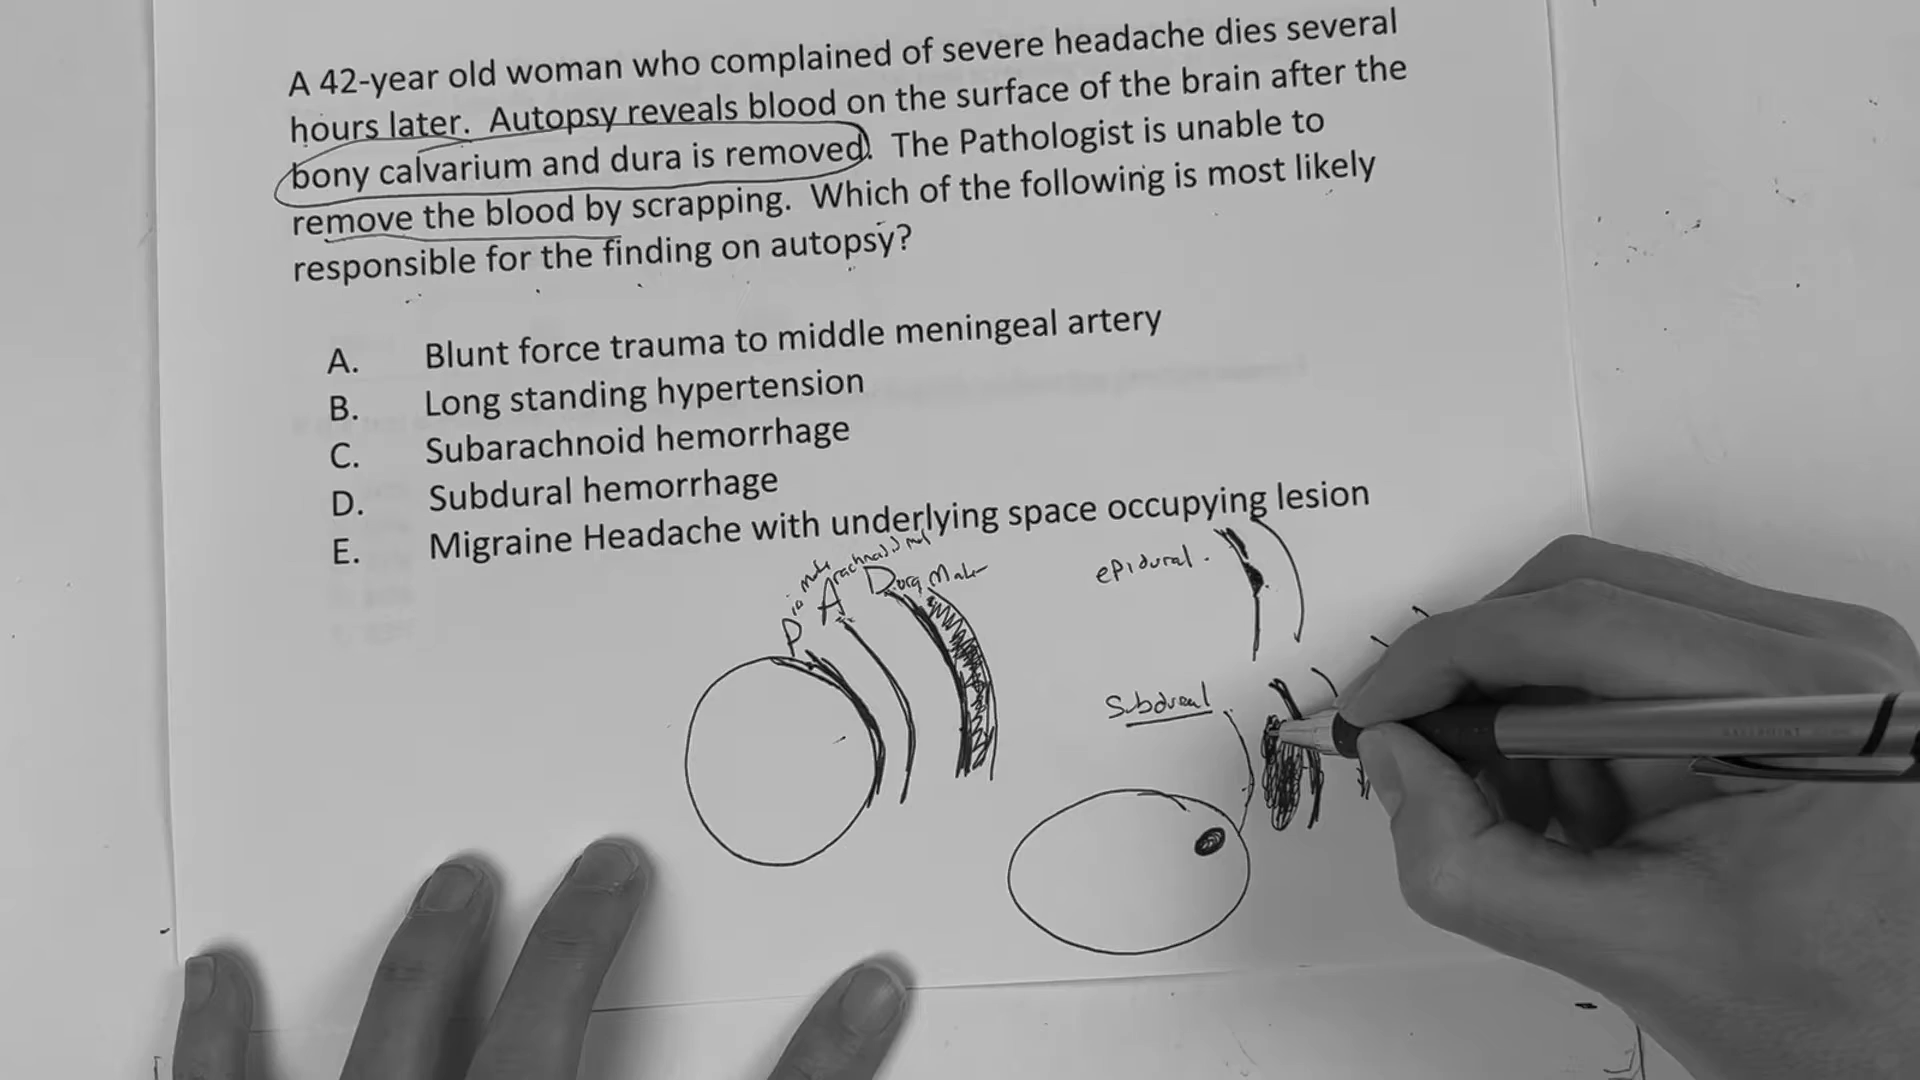 A 42-year old woman who complained of severe headache dies several
hours later. Autopsy reveals blood on the surface of the brain after the
bony calvarium and dura is removed. The Pathologist is unable to
remove the blood by scrapping. Which of the following is most likely
responsible for the finding on autopsy?
A. Blunt force trauma to middle meningeal artery
B. Long standing hypertension
C. Subarachnoid hemorrhage
D. Subdural hemorrhage
E. Migraine Headache with underlying space occupying lesion
epidural.
Subdural